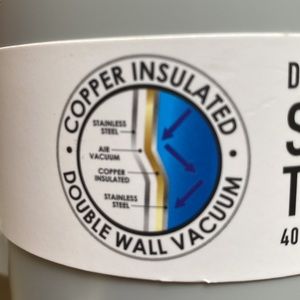 COPPER INSULATED
STAINLESS
STEEL
AIR
VACUUM
COPPER
INSULATED
STAINLESS
STEEL
DOUBLE WALL VACUUM
D
S
T
40